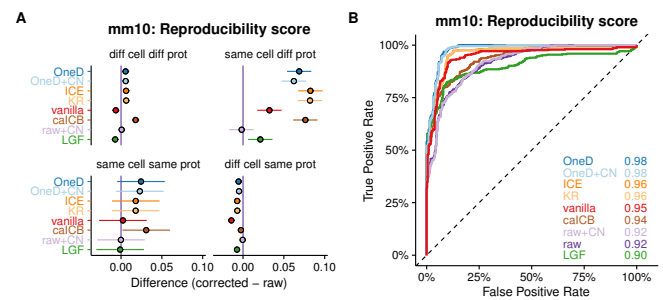 A
mm10: Reproducibility score
diff cell diff prot
same cell diff prot
OneD
OneD+CN
ICE
KR
vanilla
caICB
raw+CN
LGF
same cell same prot
diff cell same prot
OneD
OneD+CN
ICE
KR
vanilla
caICB
raw+CN
LGF
0.00
0.05
0.10
0.00
0.05
0.10
Difference (corrected − raw)
B
mm10: Reproducibility score
True Positive Rate
100%
75%
50%
25%
0%
OneD 0.98
OneD+CN 0.98
ICE 0.96
KR 0.96
vanilla 0.95
caICB 0.94
raw+CN 0.92
raw 0.92
LGF 0.90
0%
25%
50%
75%
100%
False Positive Rate